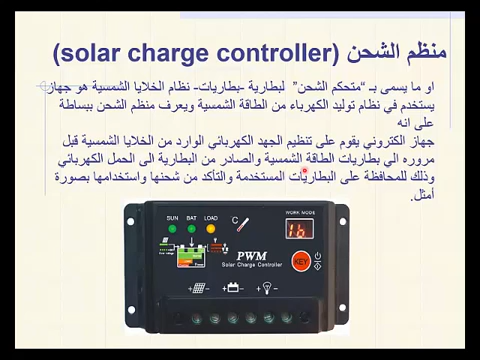 منظم الشحن (solar charge controller)
او ما يسمى بـ "متحكم الشحن" لبطارية -بطاريات- نظام الخلايا الشمسية هو جهاز
يستخدم في نظام توليد الكهرباء من الطاقة الشمسية ويعرف منظم الشحن ببساطة
على انه
جهاز الكتروني يقوم على تنظيم الجهد الكهربائي الوارد من الخلايا الشمسية قبل
مروره الي بطاريات الطاقة الشمسية والصادر من البطارية الى الحمل الكهربائي
وذلك للمحافظة على البطاريات المستخدمة والتأكد من شحنها واستخدامها بصورة
أمثل.
SUN BAT LOAD
°C
WORK MODE
PWM
Solar Charge Controller
KEY